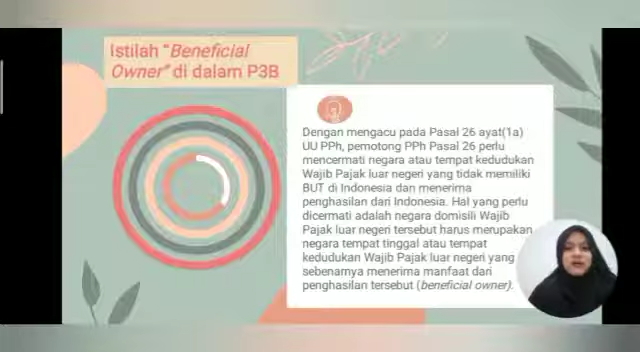 Istilah "Beneficial
Owner" di dalam P3B
Dengan mengacu pada Pasal 26 ayat(1a)
UU PPh, pemotong PPh Pasal 26 perlu
mencermati negara atau tempat kedudukan
Wajib Pajak luar negeri yang tidak memiliki
BUT di Indonesia dan menerima
penghasilan dari Indonesia. Hal yang perlu
dicermati adalah negara domisili Wajib
Pajak luar negeri tersebut harus merupakan
negara tempat tinggal atau tempat
kedudukan Wajib Pajak luar negeri yang
sebenarnya menerima manfaat dari
penghasilan tersebut (beneficial owner).